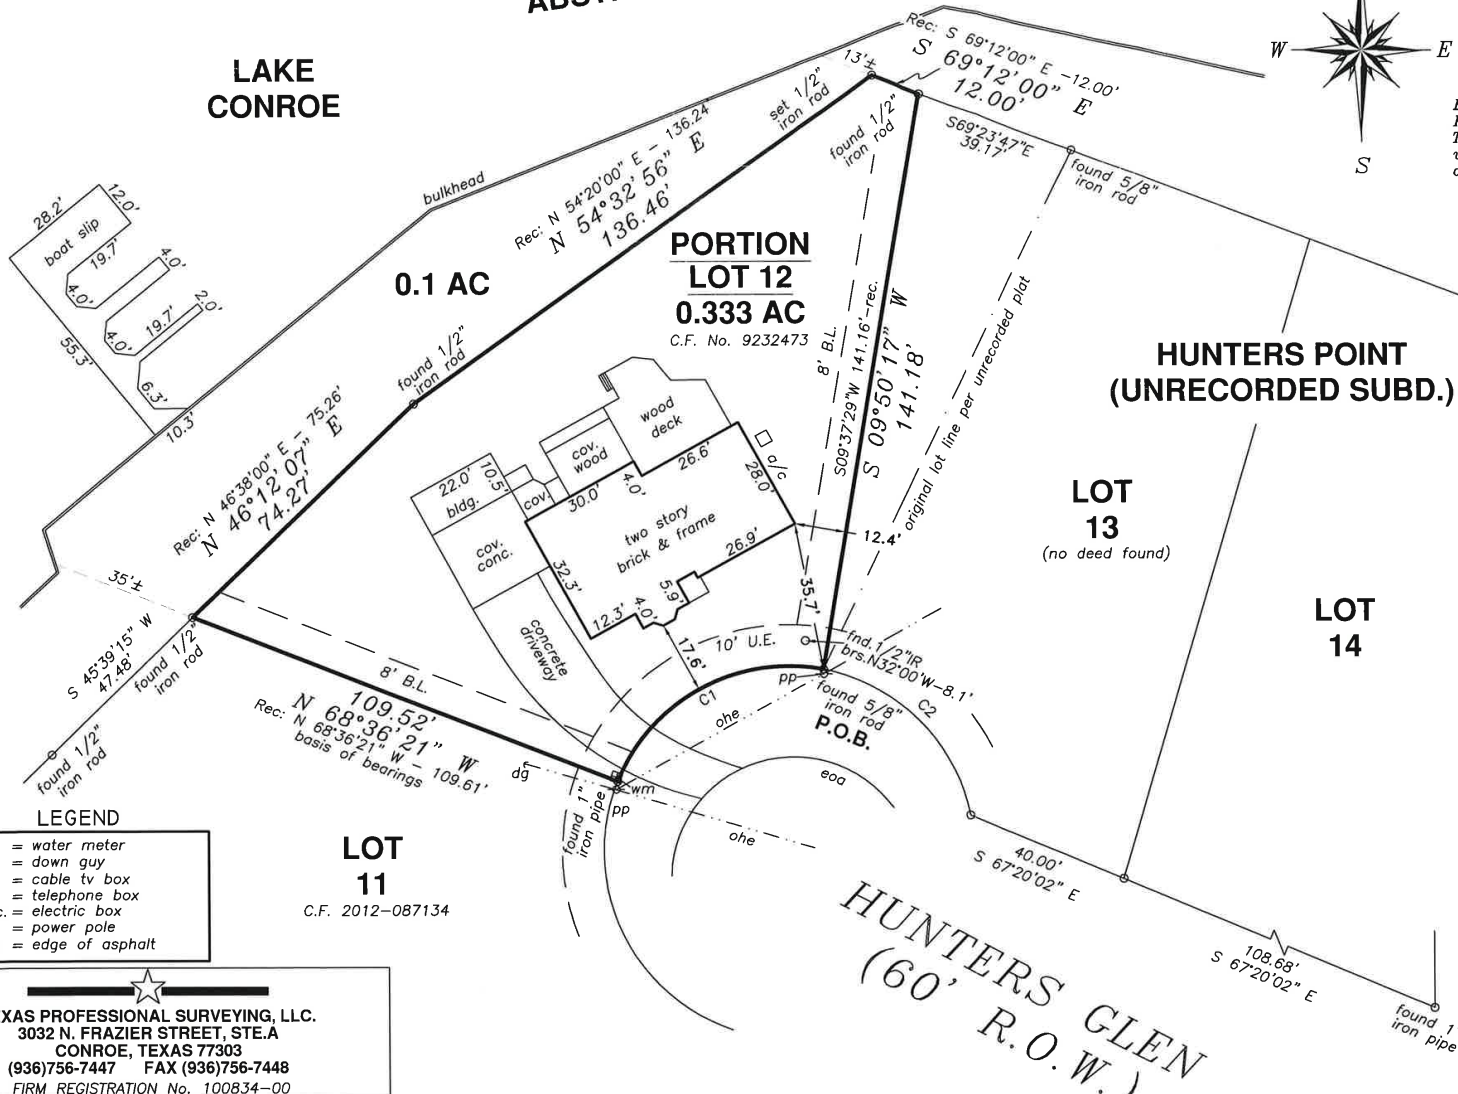 LAKE
CONROE
W
E
S
Rec: S 69°12'00" E -12.00'
S 69°12'00" E
12.00'
13'±
set 1/2"
iron rod
found 1/2"
iron rod
S69°23'47"E
39.17'
found 5/8"
iron rod
Rec: N 54°20'00" E - 136.24'
N 54°32'56" E
136.46'
bulkhead
28.2'
12.0'
boat slip
19.7'
4.0'
4.0'
19.7'
2.0'
4.0'
55.3'
6.3'
10.3'
0.1 AC
PORTION
LOT 12
0.333 AC
C.F. No. 9232473
8' B.L.
S09°37'29"W 141.16'-rec.
S 09°50'17" W
141.18'
original lot line per unrecorded plat
HUNTERS POINT
(UNRECORDED SUBD.)
found 1/2"
iron rod
Rec: N 46°38'00" E - 75.26'
N 46°12'07" E
74.27'
wood
deck
cov.
wood
a/c
22.0'
10.5'
bldg.
cov.
30.0'
4.0'
26.6'
28.0'
cov.
conc.
two story
brick & frame
26.9'
32.3'
12.3'
4.0'
5.9'
12.4'
35.7'
17.6'
LOT
13
(no deed found)
LOT
14
35'±
S 45°39'15" W
47.48'
found 1/2"
iron rod
found 1/2"
iron rod
concrete
driveway
10' U.E.
fnd.1/2"IR
brs.N32°00'W-8.1'
pp
found 5/8"
iron rod
P.O.B.
C1
C2
ohe
8' B.L.
109.52'
N 68°36'21" W
Rec: N 68°36'21" W - 109.61'
basis of bearings
dg
wm
pp
found 1"
iron pipe
ohe
eoa
40.00'
S 67°20'02" E
108.68'
S 67°20'02" E
found 1
iron pipe
HUNTERS GLEN
(60' R.O.W.)
LOT
11
C.F. 2012-087134
LEGEND
= water meter
= down guy
= cable tv box
= telephone box
c. = electric box
= power pole
= edge of asphalt
XAS PROFESSIONAL SURVEYING, LLC.
3032 N. FRAZIER STREET, STE.A
CONROE, TEXAS 77303
(936)756-7447 FAX (936)756-7448
FIRM REGISTRATION No. 100834-00